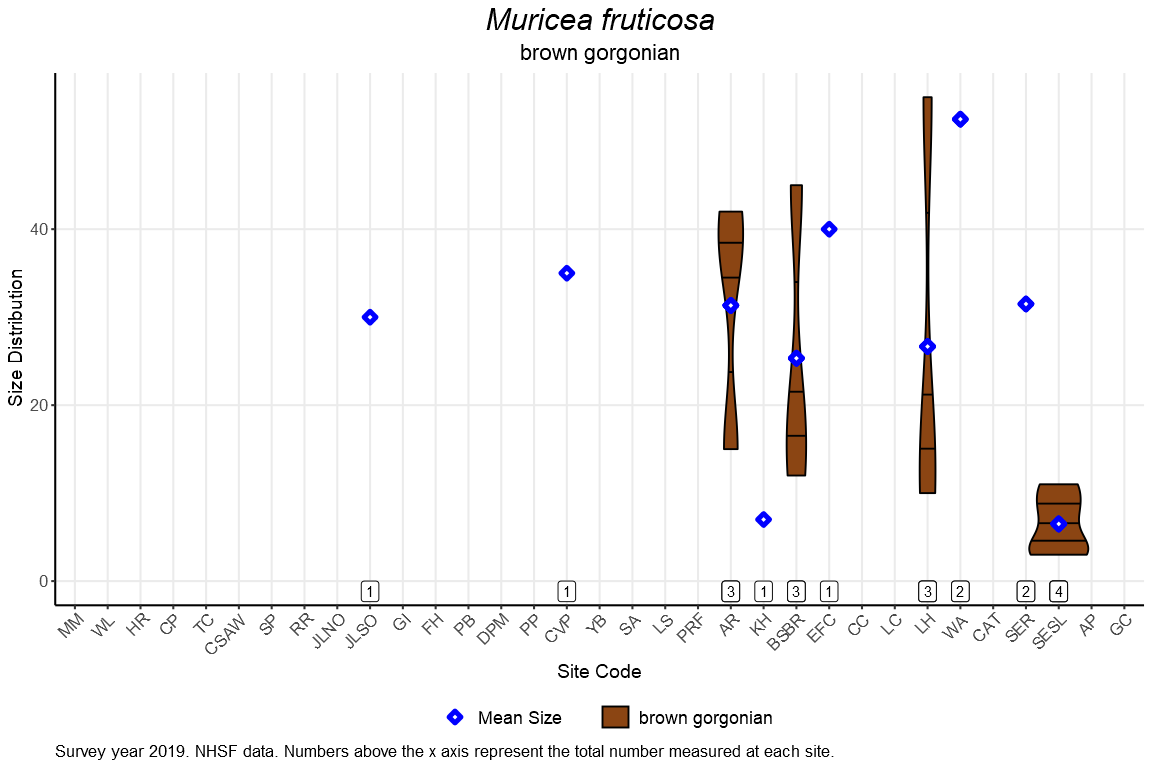 Muricea fruticosa
brown gorgonian
Size Distribution
40
20
0
1 1 3 1 3 1 3 2 2 4
MM WL HR CP TC CSAW SP RR JLNO JLSO GI FH PB DPM PP CVP YB SA LS PRF AR KH BSBR EFC CC LC LH WA CAT SER SESL AP GC
Site Code
Mean Size brown gorgonian
Survey year 2019. NHSF data. Numbers above the x axis represent the total number measured at each site.